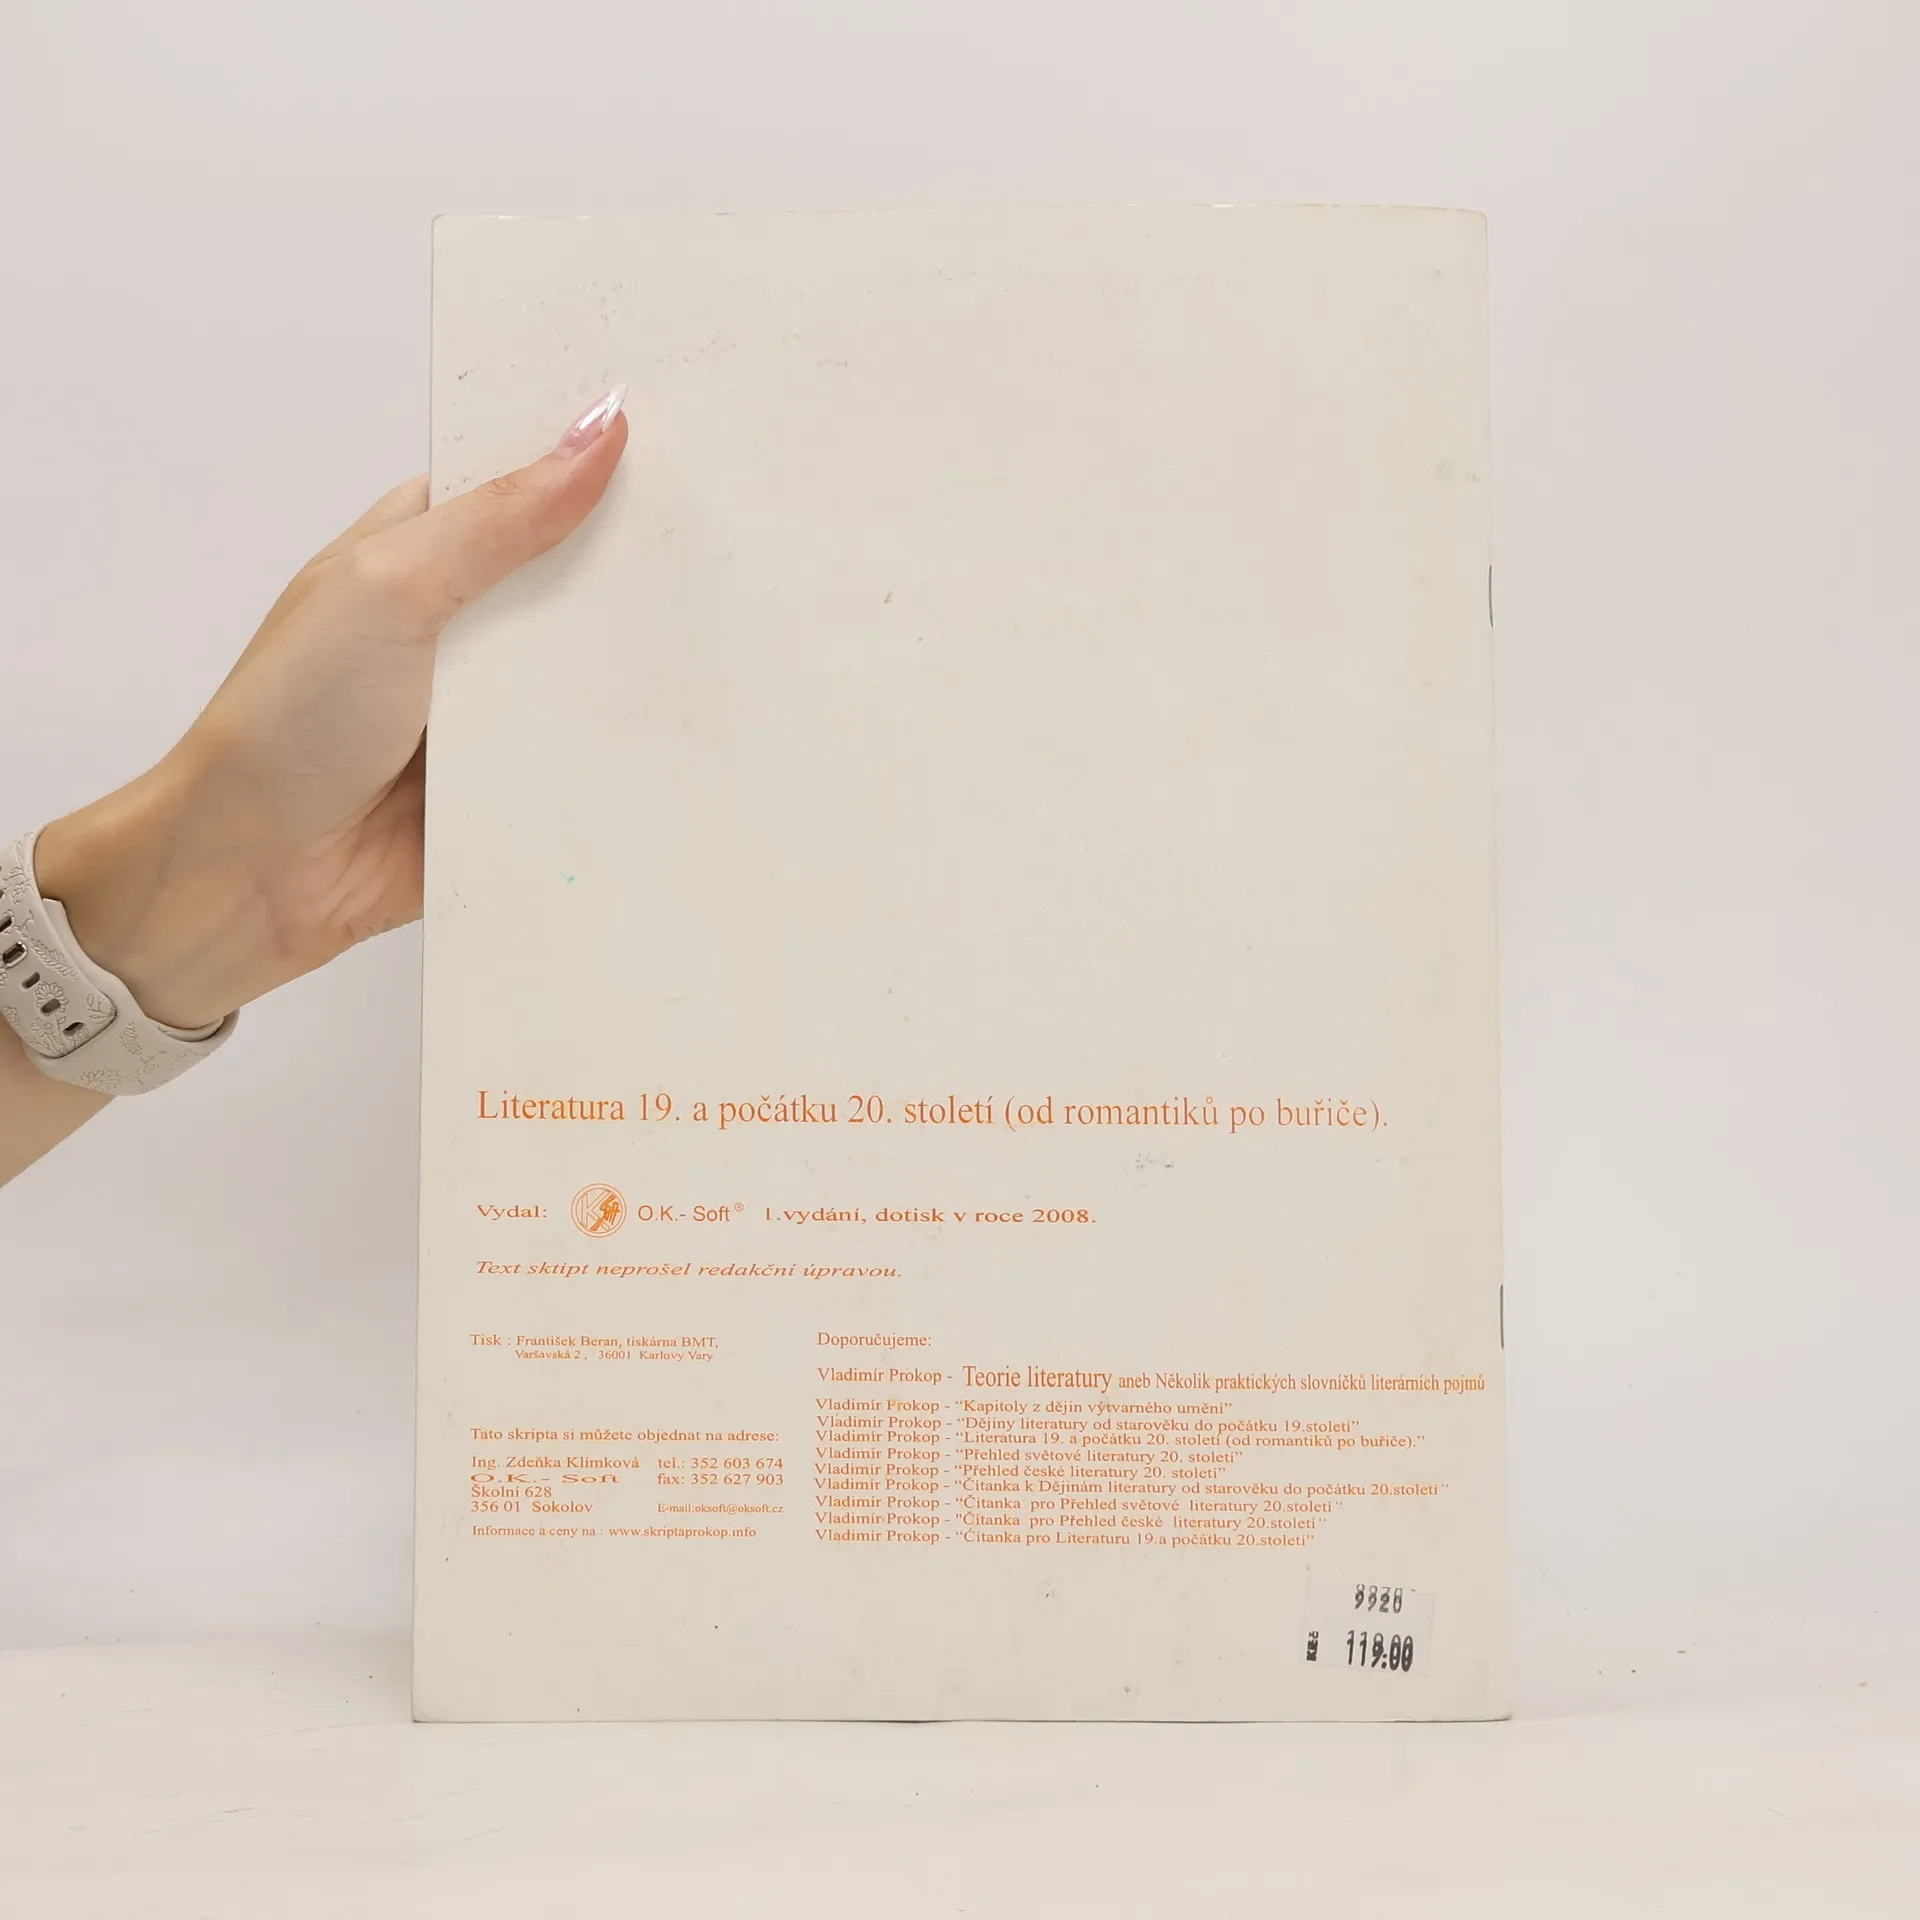 Literatura 19. a počátku 20. století (od romantiků po buřiče).
Vydal: O.K.- Soft ® 1.vydání, dotisk v roce 2008.
Text sktipt neprošel redakční úpravou.
Tisk : František Beran, tiskárna BMT,
Varšavská 2 , 36001 Karlovy Vary
Tato skripta si můžete objednat na adrese:
Ing. Zdeňka Klímková tel.: 352 603 674
O.K.- Soft fax: 352 627 903
Školní 628
356 01 Sokolov E-mail:oksoft@oksoft.cz
Informace a ceny na : www.skriptaprokop.info
Doporučujeme:
Vladimír Prokop - Teorie literatury aneb Několik praktických slovníčků literárních pojmů
Vladimír Prokop - “Kapitoly z dějin výtvarného umění”
Vladimír Prokop - “Dějiny literatury od starověku do počátku 19.století”
Vladimír Prokop - “Literatura 19. a počátku 20. století (od romantiků po buřiče).”
Vladimír Prokop - “Přehled světové literatury 20. století”
Vladimír Prokop - “Přehled české literatury 20. století”
Vladimír Prokop - “Čítanka k Dějinám literatury od starověku do počátku 20.století”
Vladimír Prokop - “Čítanka pro Přehled světové literatury 20.století“
Vladimír Prokop - "Čítanka pro Přehled české literatury 20.století“
Vladimír Prokop - “Čítanka pro Literaturu 19.a počátku 20.století”
Kč 119.00